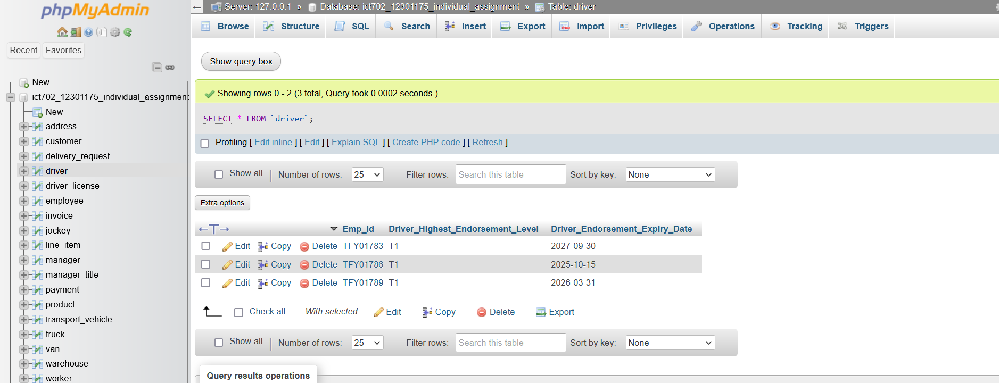 phpMyAdmin
Recent
Favorites
New
ict702_12301175_individual_assignment
New
address
customer
delivery_request
driver
driver_license
employee
invoice
jockey
line_item
manager
manager_title
payment
product
transport_vehicle
truck
van
warehouse
worker
← Server: 127.0.0.1 » Database: ict702_12301175_individual_assignment » Table: driver
Browse Structure SQL Search Insert Export Import Privileges Operations Tracking Triggers
Show query box
Showing rows 0 - 2 (3 total, Query took 0.0002 seconds.)
SELECT * FROM `driver`;
Profiling [ Edit inline ] [ Edit ] [ Explain SQL ] [ Create PHP code ] [ Refresh ]
Show all | Number of rows: 25 Filter rows: Search this table Sort by key: None
Extra options
←T→ Emp_Id Driver_Highest_Endorsement_Level Driver_Endorsement_Expiry_Date
Edit Copy Delete TFY01783 T1 2027-09-30
Edit Copy Delete TFY01786 T1 2025-10-15
Edit Copy Delete TFY01789 T1 2026-03-31
Check all With selected: Edit Copy Delete Export
Show all | Number of rows: 25 Filter rows: Search this table Sort by key: None
Query results operations